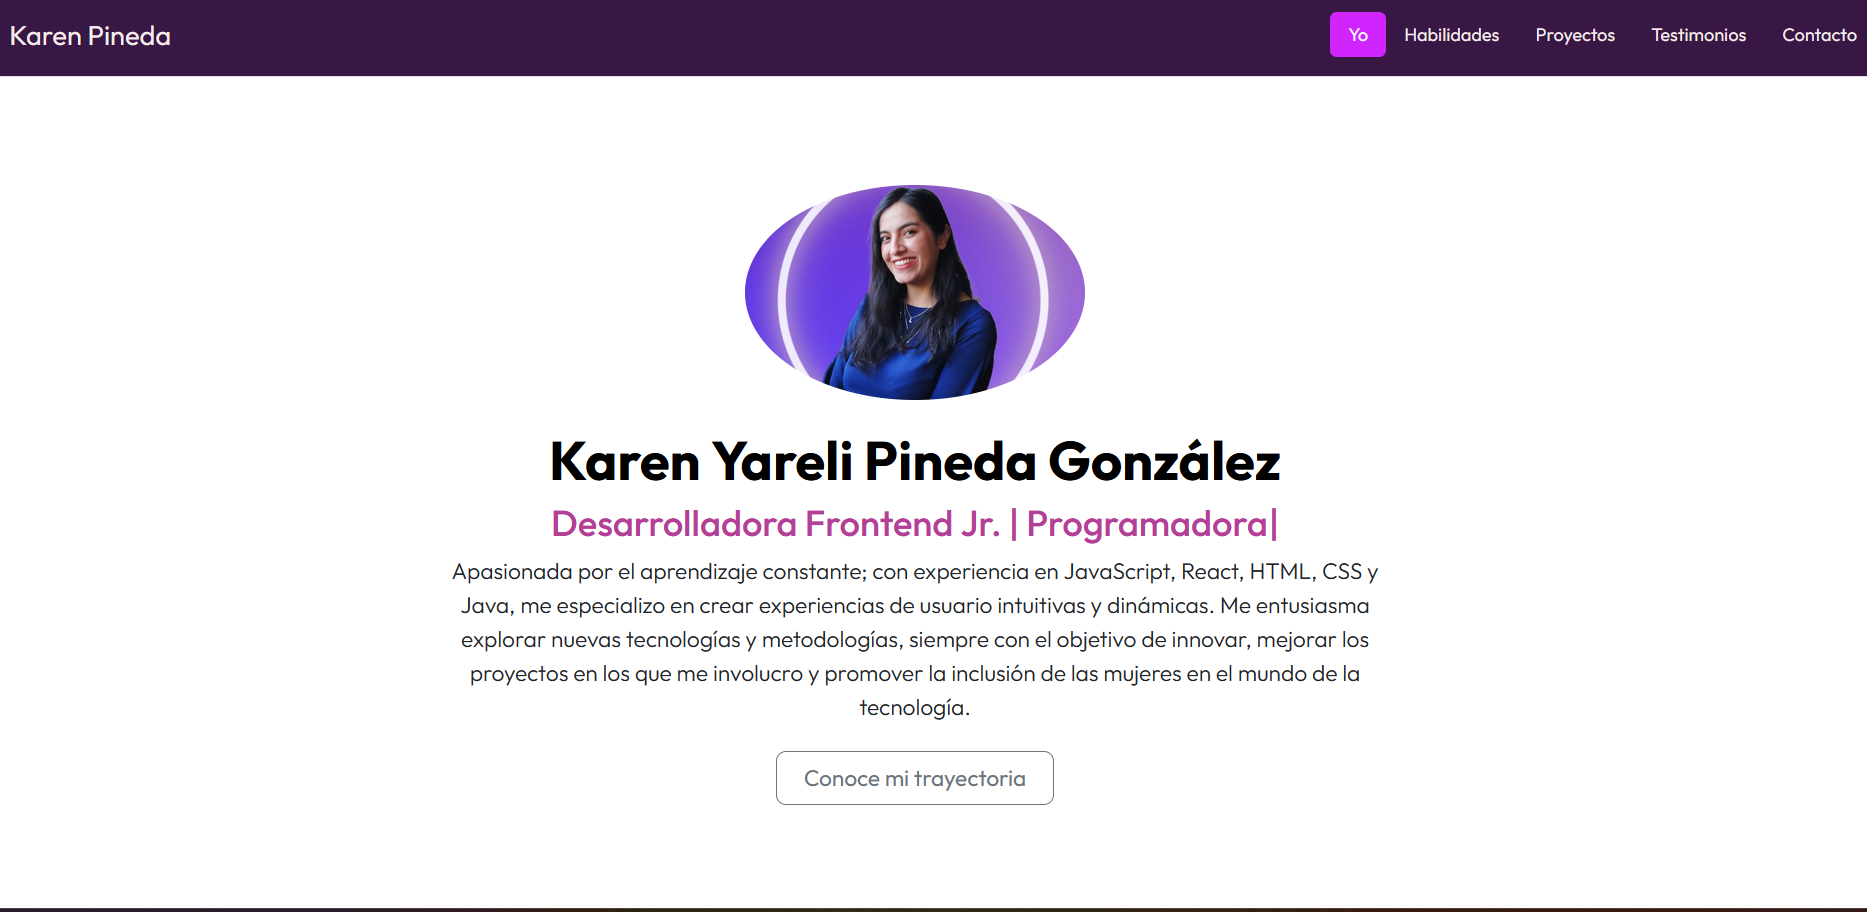 Karen Pineda
Yo Habilidades Proyectos Testimonios Contacto
Karen Yareli Pineda González
Desarrolladora Frontend Jr. | Programadora|
Apasionada por el aprendizaje constante; con experiencia en JavaScript, React, HTML, CSS y
Java, me especializo en crear experiencias de usuario intuitivas y dinámicas. Me entusiasma
explorar nuevas tecnologías y metodologías, siempre con el objetivo de innovar, mejorar los
proyectos en los que me involucro y promover la inclusión de las mujeres en el mundo de la
tecnología.
Conoce mi trayectoria